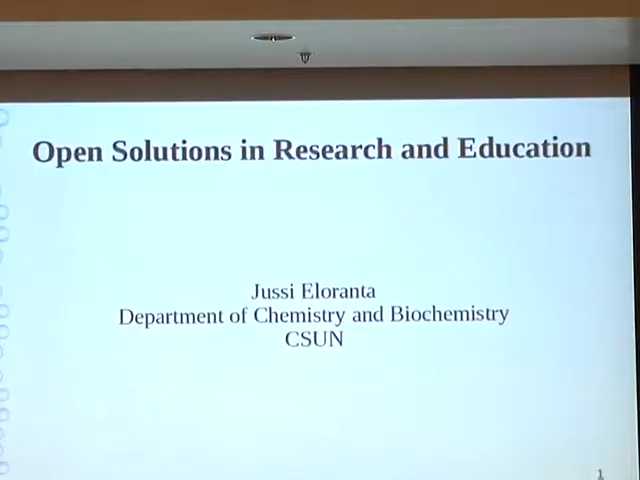 Open Solutions in Research and Education
Jussi Eloranta
Department of Chemistry and Biochemistry
CSUN
1